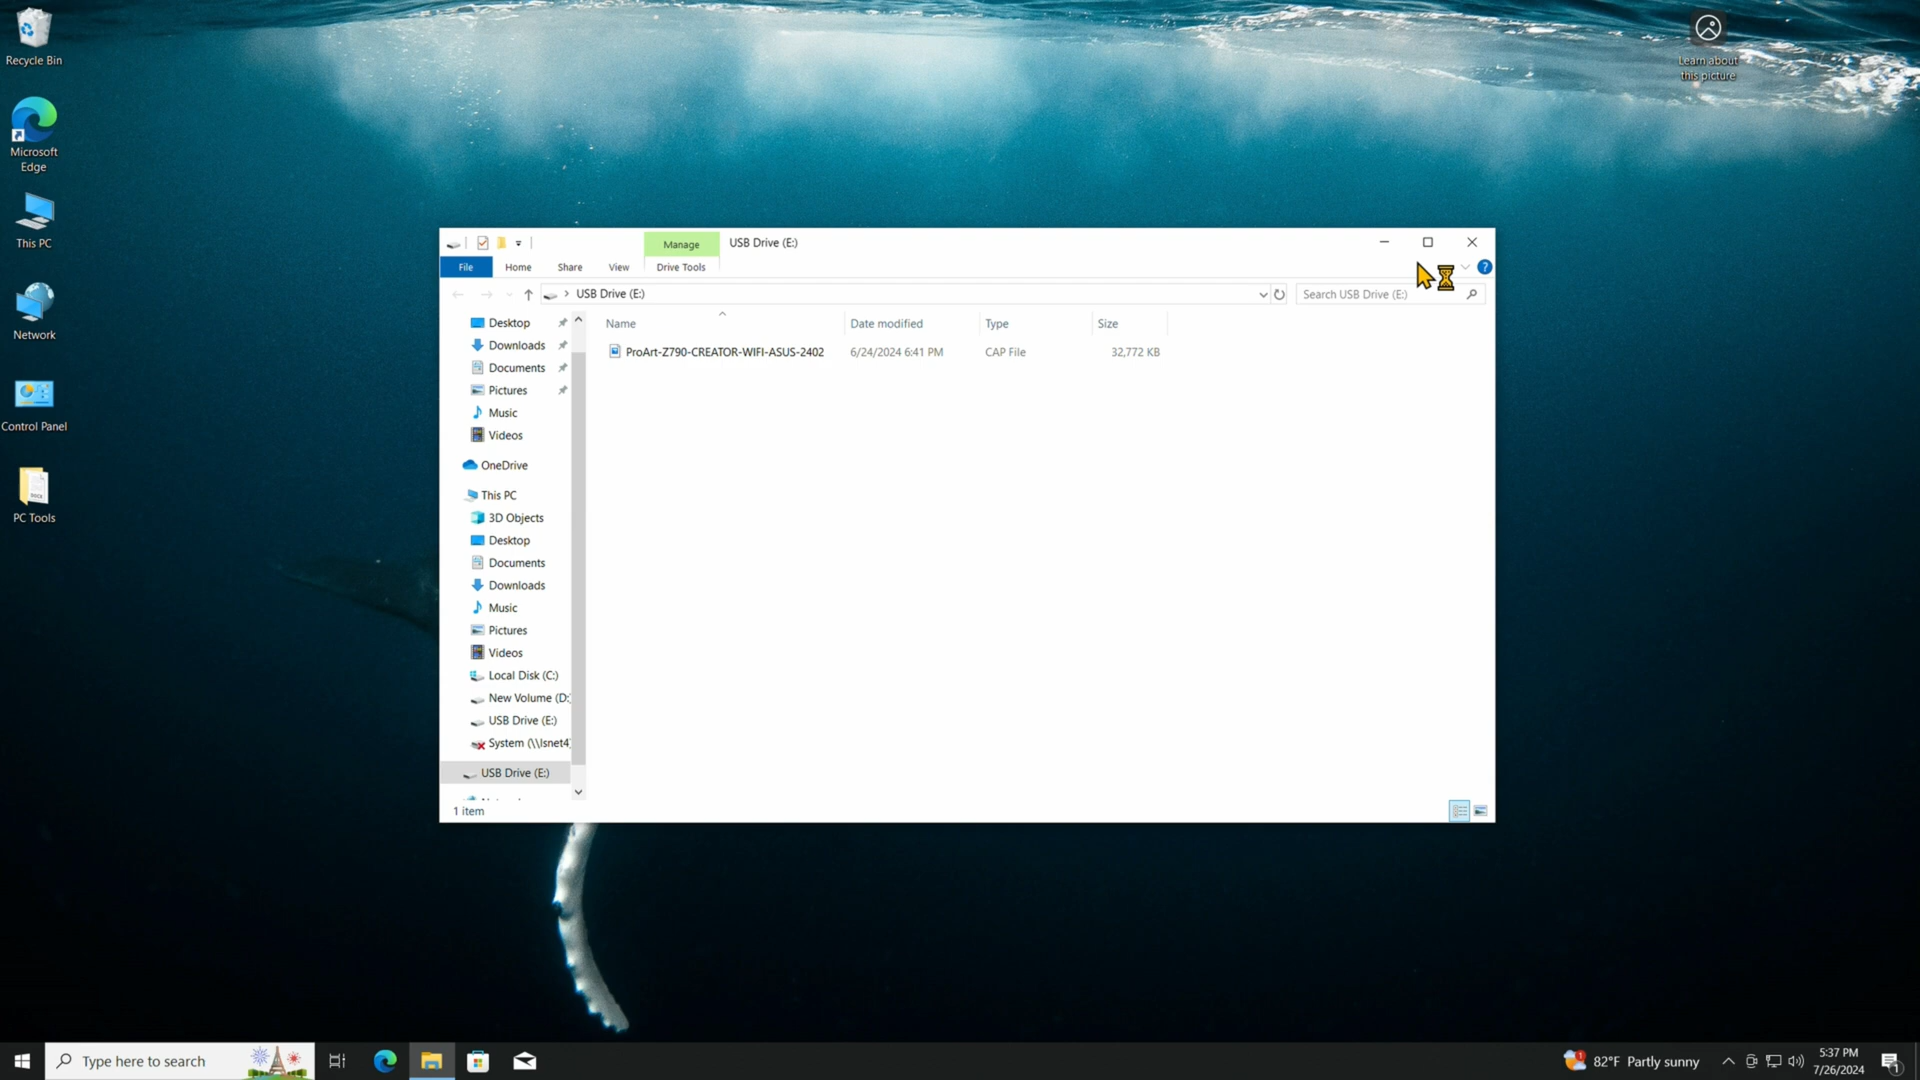 Recycle Bin
Microsoft
Edge
This PC
Network
Control Panel
PC Tools
DOCX
Learn about
this picture
Manage
USB Drive (E:)
File
Home
Share
View
Drive Tools
?
USB Drive (E:)
Search USB Drive (E:)
Name
Date modified
Type
Size
ProArt-Z790-CREATOR-WIFI-ASUS-2402
6/24/2024 6:41 PM
CAP File
32,772 KB
Desktop
Downloads
Documents
Pictures
Music
Videos
OneDrive
This PC
3D Objects
Desktop
Documents
Downloads
Music
Pictures
Videos
Local Disk (C:)
New Volume (D:
USB Drive (E:)
System (\\lsnet4
USB Drive (E:)
1 item
Type here to search
1
82°F Partly sunny
5:37 PM
7/26/2024
1